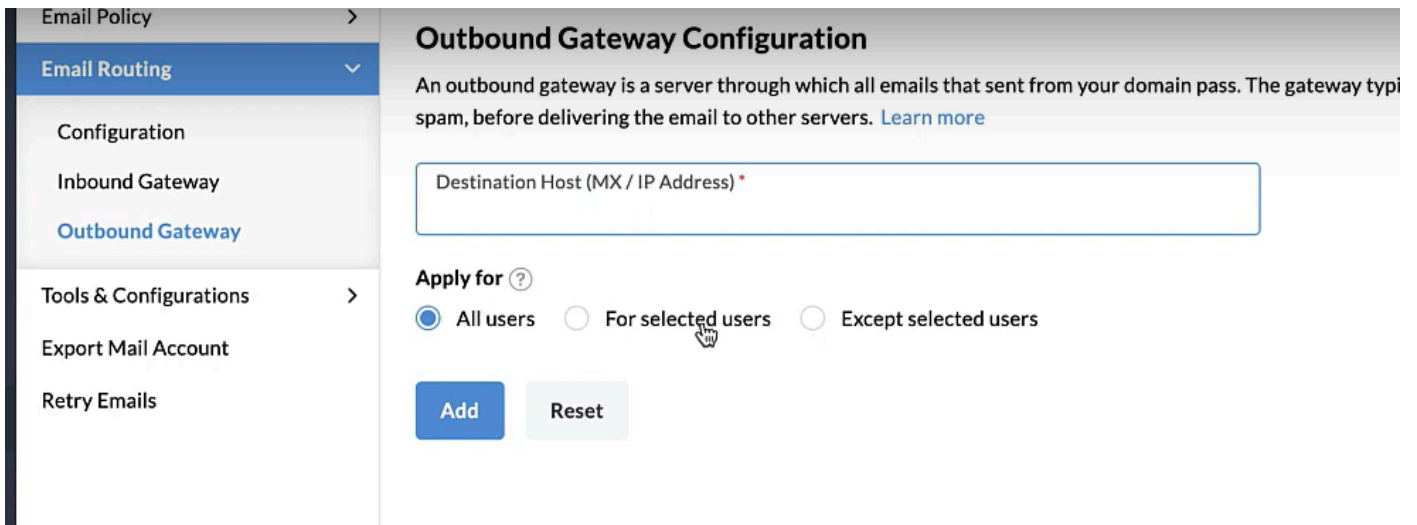 Email Policy
Email Routing
Configuration
Inbound Gateway
Outbound Gateway
Tools & Configurations
Export Mail Account
Retry Emails
Outbound Gateway Configuration
An outbound gateway is a server through which all emails that sent from your domain pass. The gateway typi
spam, before delivering the email to other servers. Learn more
Destination Host (MX / IP Address) *
Apply for ?
All users For selected users Except selected users
Add Reset